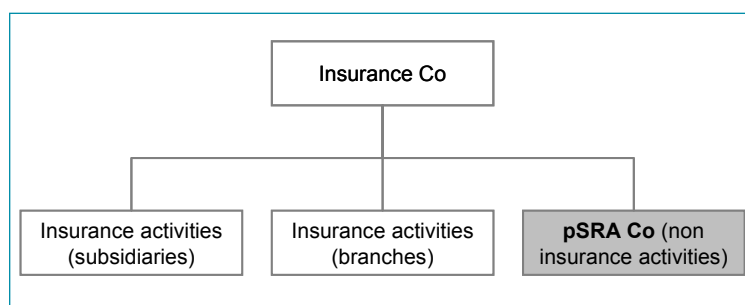 Insurance Co
Insurance activities
(subsidiaries)
Insurance activities
(branches)
pSRA Co (non
insurance activities)